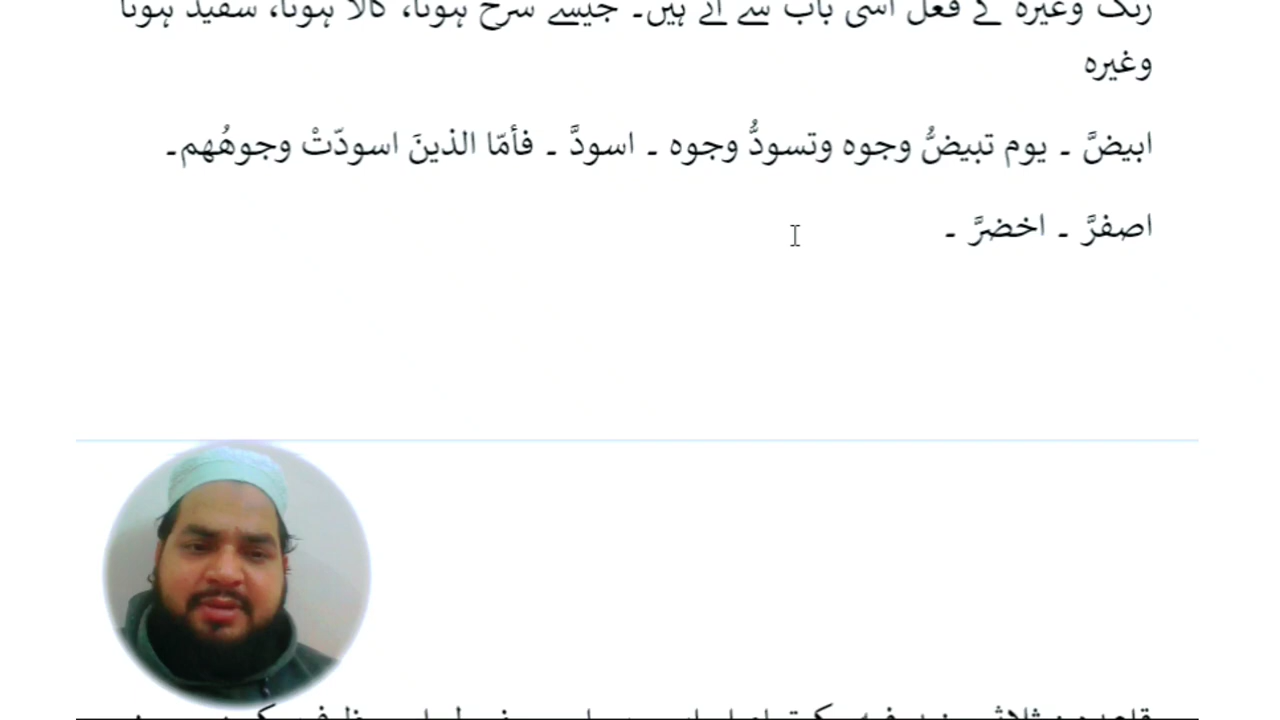 رنگ وغیرہ کے فعل اسی باب سے آتے ہیں۔ جیسے سرخ ہونا، کالا ہونا، سفید ہونا
وغیرہ
ابیضَّ ۔ یوم تبیضُّ وجوہ وتسودُّ وجوہ ۔ اسودَّ ۔ فأمّا الذینَ اسودّتْ وجوھُھم۔
اصفرَّ ۔ اخضرَّ ۔